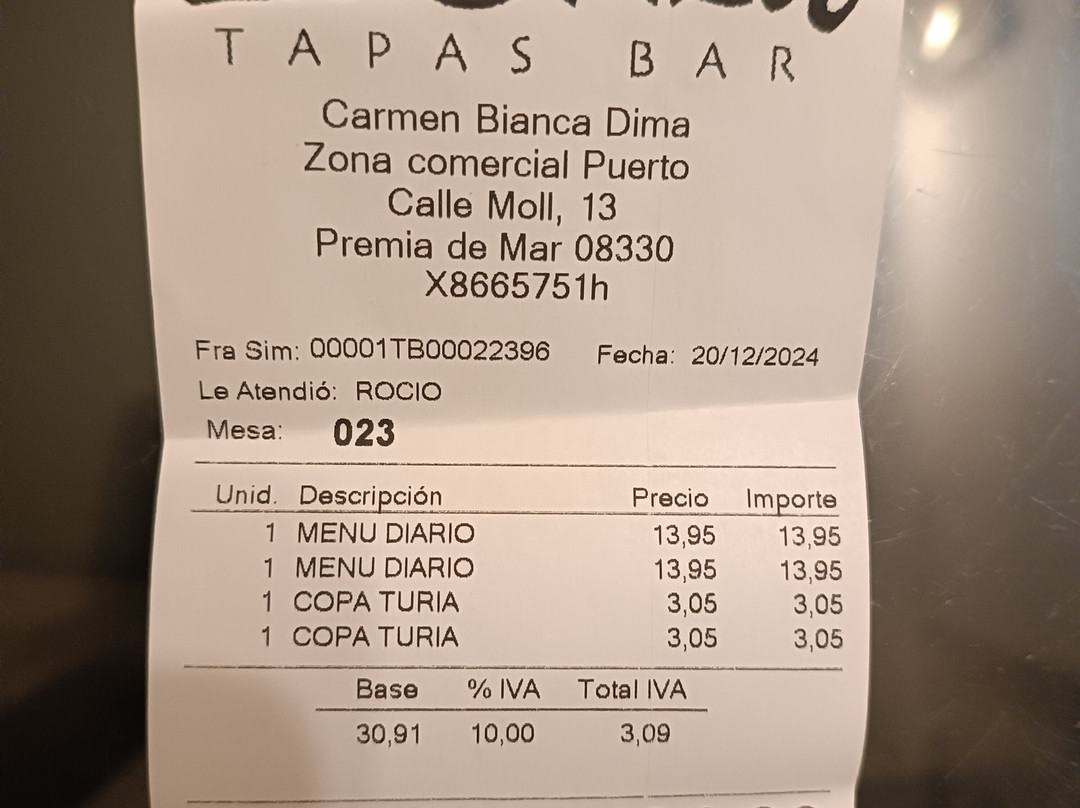 TAPAS BAR
Carmen Bianca Dima
Zona comercial Puerto
Calle Moll, 13
Premia de Mar 08330
X8665751h
Fra Sim: 00001TB00022396 Fecha: 20/12/2024
Le Atendió: ROCIO
Mesa: 023
Unid. Descripción Precio Importe
1 MENU DIARIO 13,95 13,95
1 MENU DIARIO 13,95 13,95
1 COPA TURIA 3,05 3,05
1 COPA TURIA 3,05 3,05
Base % IVA Total IVA
30,91 10,00 3,09